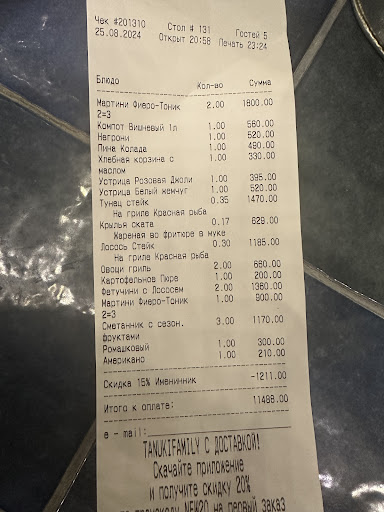 Чек #201310 Стол # 131 Гостей 5
25.08.2024 Открыт 20:58 Печать 23:24
Блюдо Кол-во Сумма
Мартини Фиеро-Тоник 2.00 1800.00
2=3
Компот Вишневый 1л 1.00 560.00
Негрони 1.00 520.00
Пина Колада 1.00 490.00
Хлебная корзина с 1.00 330.00
маслом
Устрица Розовая Джоли 1.00 395.00
Устрица Белый жемчуг 1.00 520.00
Тунец стейк 0.35 1470.00
На гриле Красная рыба
Крылья ската 0.17 629.00
Жареная во фритюре в муке
Лосось Стейк 0.30 1185.00
На гриле Красная рыба
Овощи гриль 2.00 660.00
Картофельное Пюре 1.00 200.00
Фетучини с Лососем 2.00 1360.00
Мартини Фиеро-Тоник 1.00 900.00
2=3
Сметанник с сезон. 3.00 1170.00
фруктами
Ромашковый 1.00 300.00
Американо 1.00 210.00
Скидка 15% Именинник -1211.00
Итого к оплате: 11488.00
e - mail:
TANUKIFAMILY С ДОСТАВКОЙ!
Скачайте приложение
и получите скидку 20%
по промокоду NEW20 на первый заказ